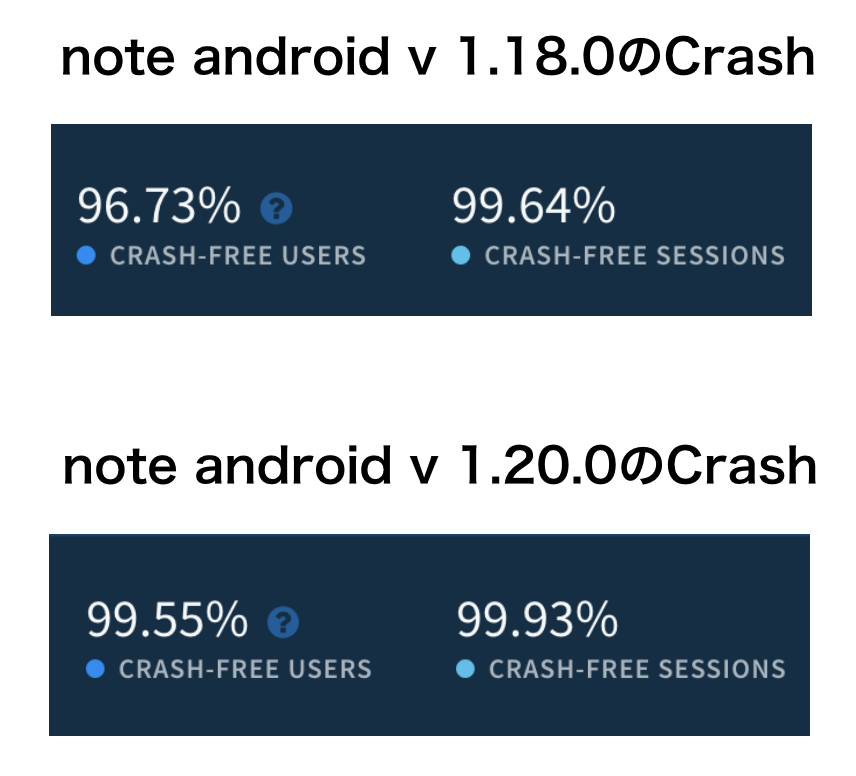 note android v 1.18.0のCrash
96.73% ?
99.64%
CRASH-FREE USERS
CRASH-FREE SESSIONS
note android v 1.20.0のCrash
99.55% ?
99.93%
CRASH-FREE USERS
CRASH-FREE SESSIONS